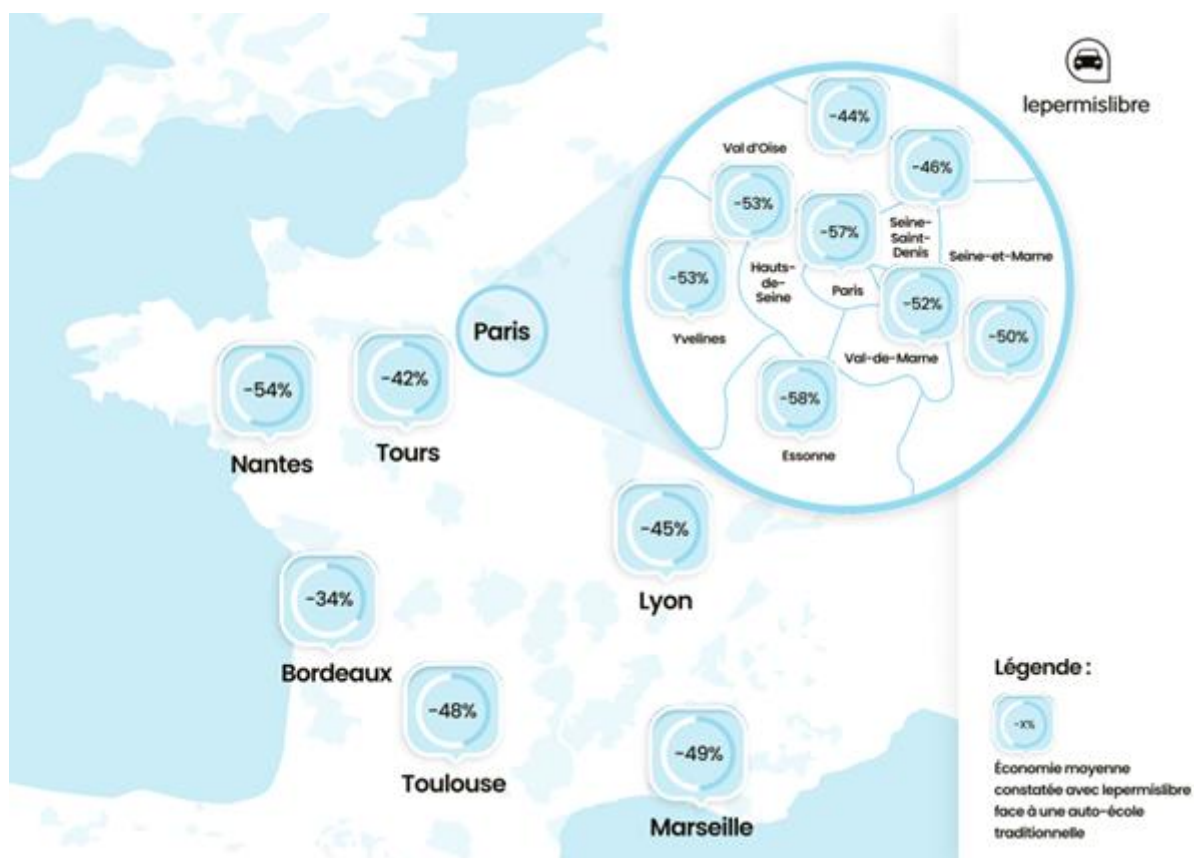 lepermislibre
-44%
Val d'Oise
-46%
-53%
-57%
Seine-
Saint-
Denis
Seine-et-Marne
-53%
Hauts-
de-
Seine
Paris
-52%
-50%
Yvelines
Val-de-Marne
-58%
Essonne
Paris
-54%
Nantes
-42%
Tours
-45%
Lyon
-34%
Bordeaux
-48%
Toulouse
-49%
Marseille
Légende :
-X%
Économie moyenne
constatée avec lepermislibre
face à une auto-école
traditionnelle